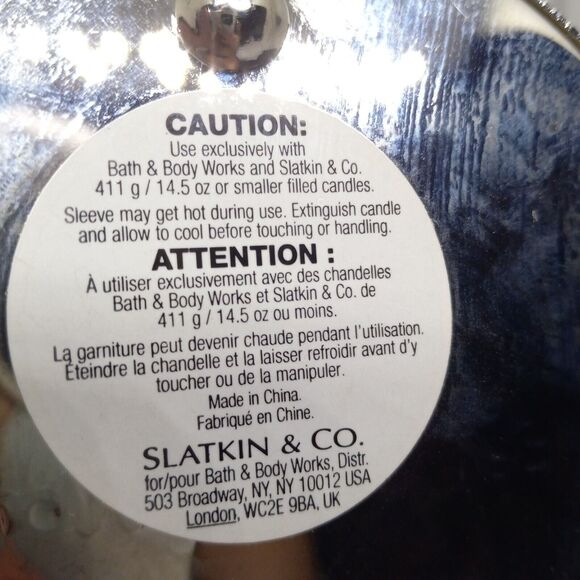 CAUTION:
Use exclusively with
Bath & Body Works and Slatkin & Co.
411 g / 14.5 oz or smaller filled candles.
Sleeve may get hot during use. Extinguish candle
and allow to cool before touching or handling.
ATTENTION :
À utiliser exclusivement avec des chandelles
Bath & Body Works et Slatkin & Co. de
411 g / 14.5 oz ou moins.
La garniture peut devenir chaude pendant l'utilisation.
Éteindre la chandelle et la laisser refroidir avant d'y
toucher ou de la manipuler.
Made in China.
Fabriqué en Chine.
SLATKIN & CO.
for/pour Bath & Body Works, Distr.
503 Broadway, NY, NY 10012 USA
London, WC2E 9BA, UK